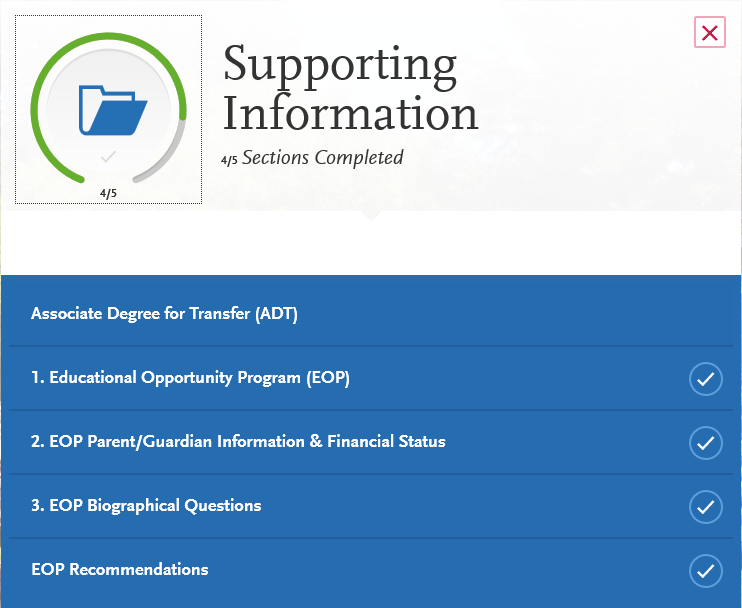 4/5
Supporting
Information
4/5 Sections Completed
Associate Degree for Transfer (ADT)
1. Educational Opportunity Program (EOP)
2. EOP Parent/Guardian Information & Financial Status
3. EOP Biographical Questions
EOP Recommendations